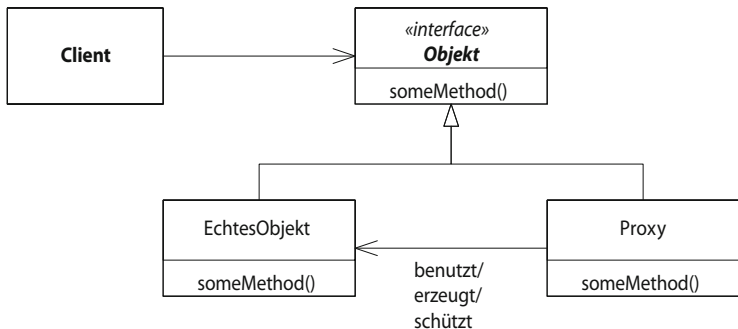 Client
«interface»
Objekt
someMethod()
EchtesObjekt
someMethod()
benutzt/
erzeugt/
schützt
Proxy
someMethod()